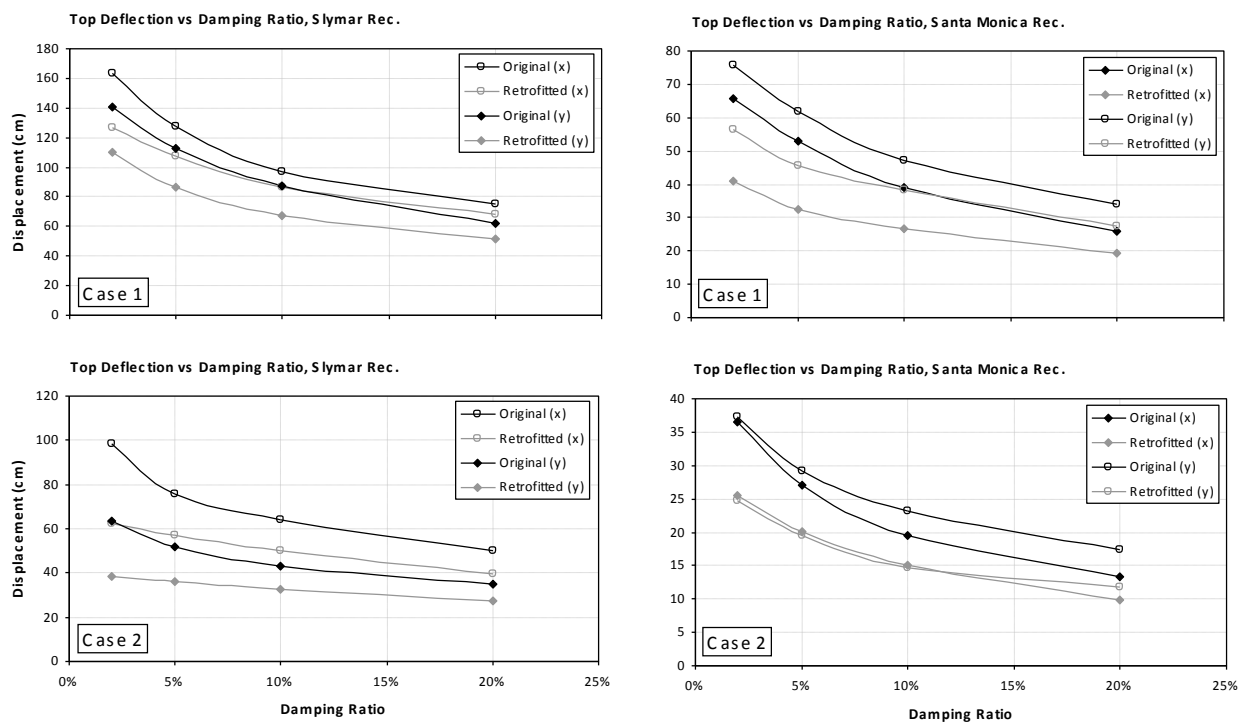 Top Deflection vs Damping Ratio, Slymar Rec.
180
160
140
120
100
80
60
40
20
0
Displacement (cm)
Original (x)
Retrofitted (x)
Original (y)
Retrofitted (y)
Case 1
Top Deflection vs Damping Ratio, Santa Monica Rec.
80
70
60
50
40
30
20
10
0
Original (x)
Retrofitted (x)
Original (y)
Retrofitted (y)
Case 1
Top Deflection vs Damping Ratio, Slymar Rec.
120
100
80
60
40
20
0
Displacement (cm)
Original (x)
Retrofitted (x)
Original (y)
Retrofitted (y)
Case 2
0% 5% 10% 15% 20% 25%
Damping Ratio
Top Deflection vs Damping Ratio, Santa Monica Rec.
40
35
30
25
20
15
10
5
0
Original (x)
Retrofitted (x)
Original (y)
Retrofitted (y)
Case 2
0% 5% 10% 15% 20% 25%
Damping Ratio